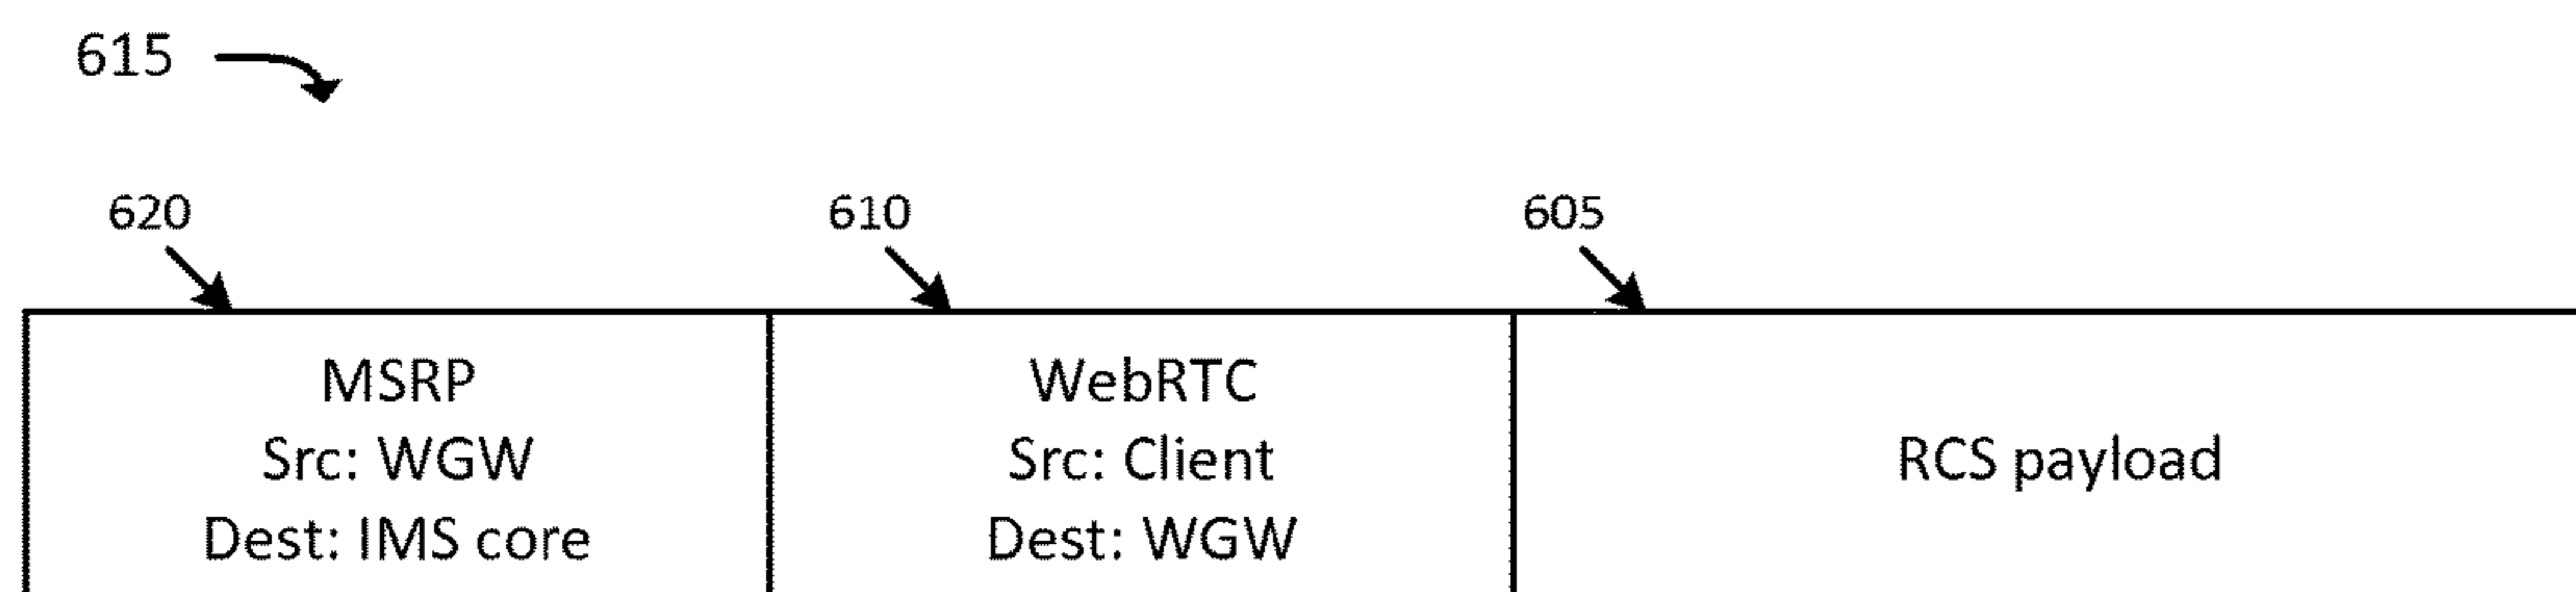 615
620
610
605
MSRP
Src: WGW
Dest: IMS core
WebRTC
Src: Client
Dest: WGW
RCS payload